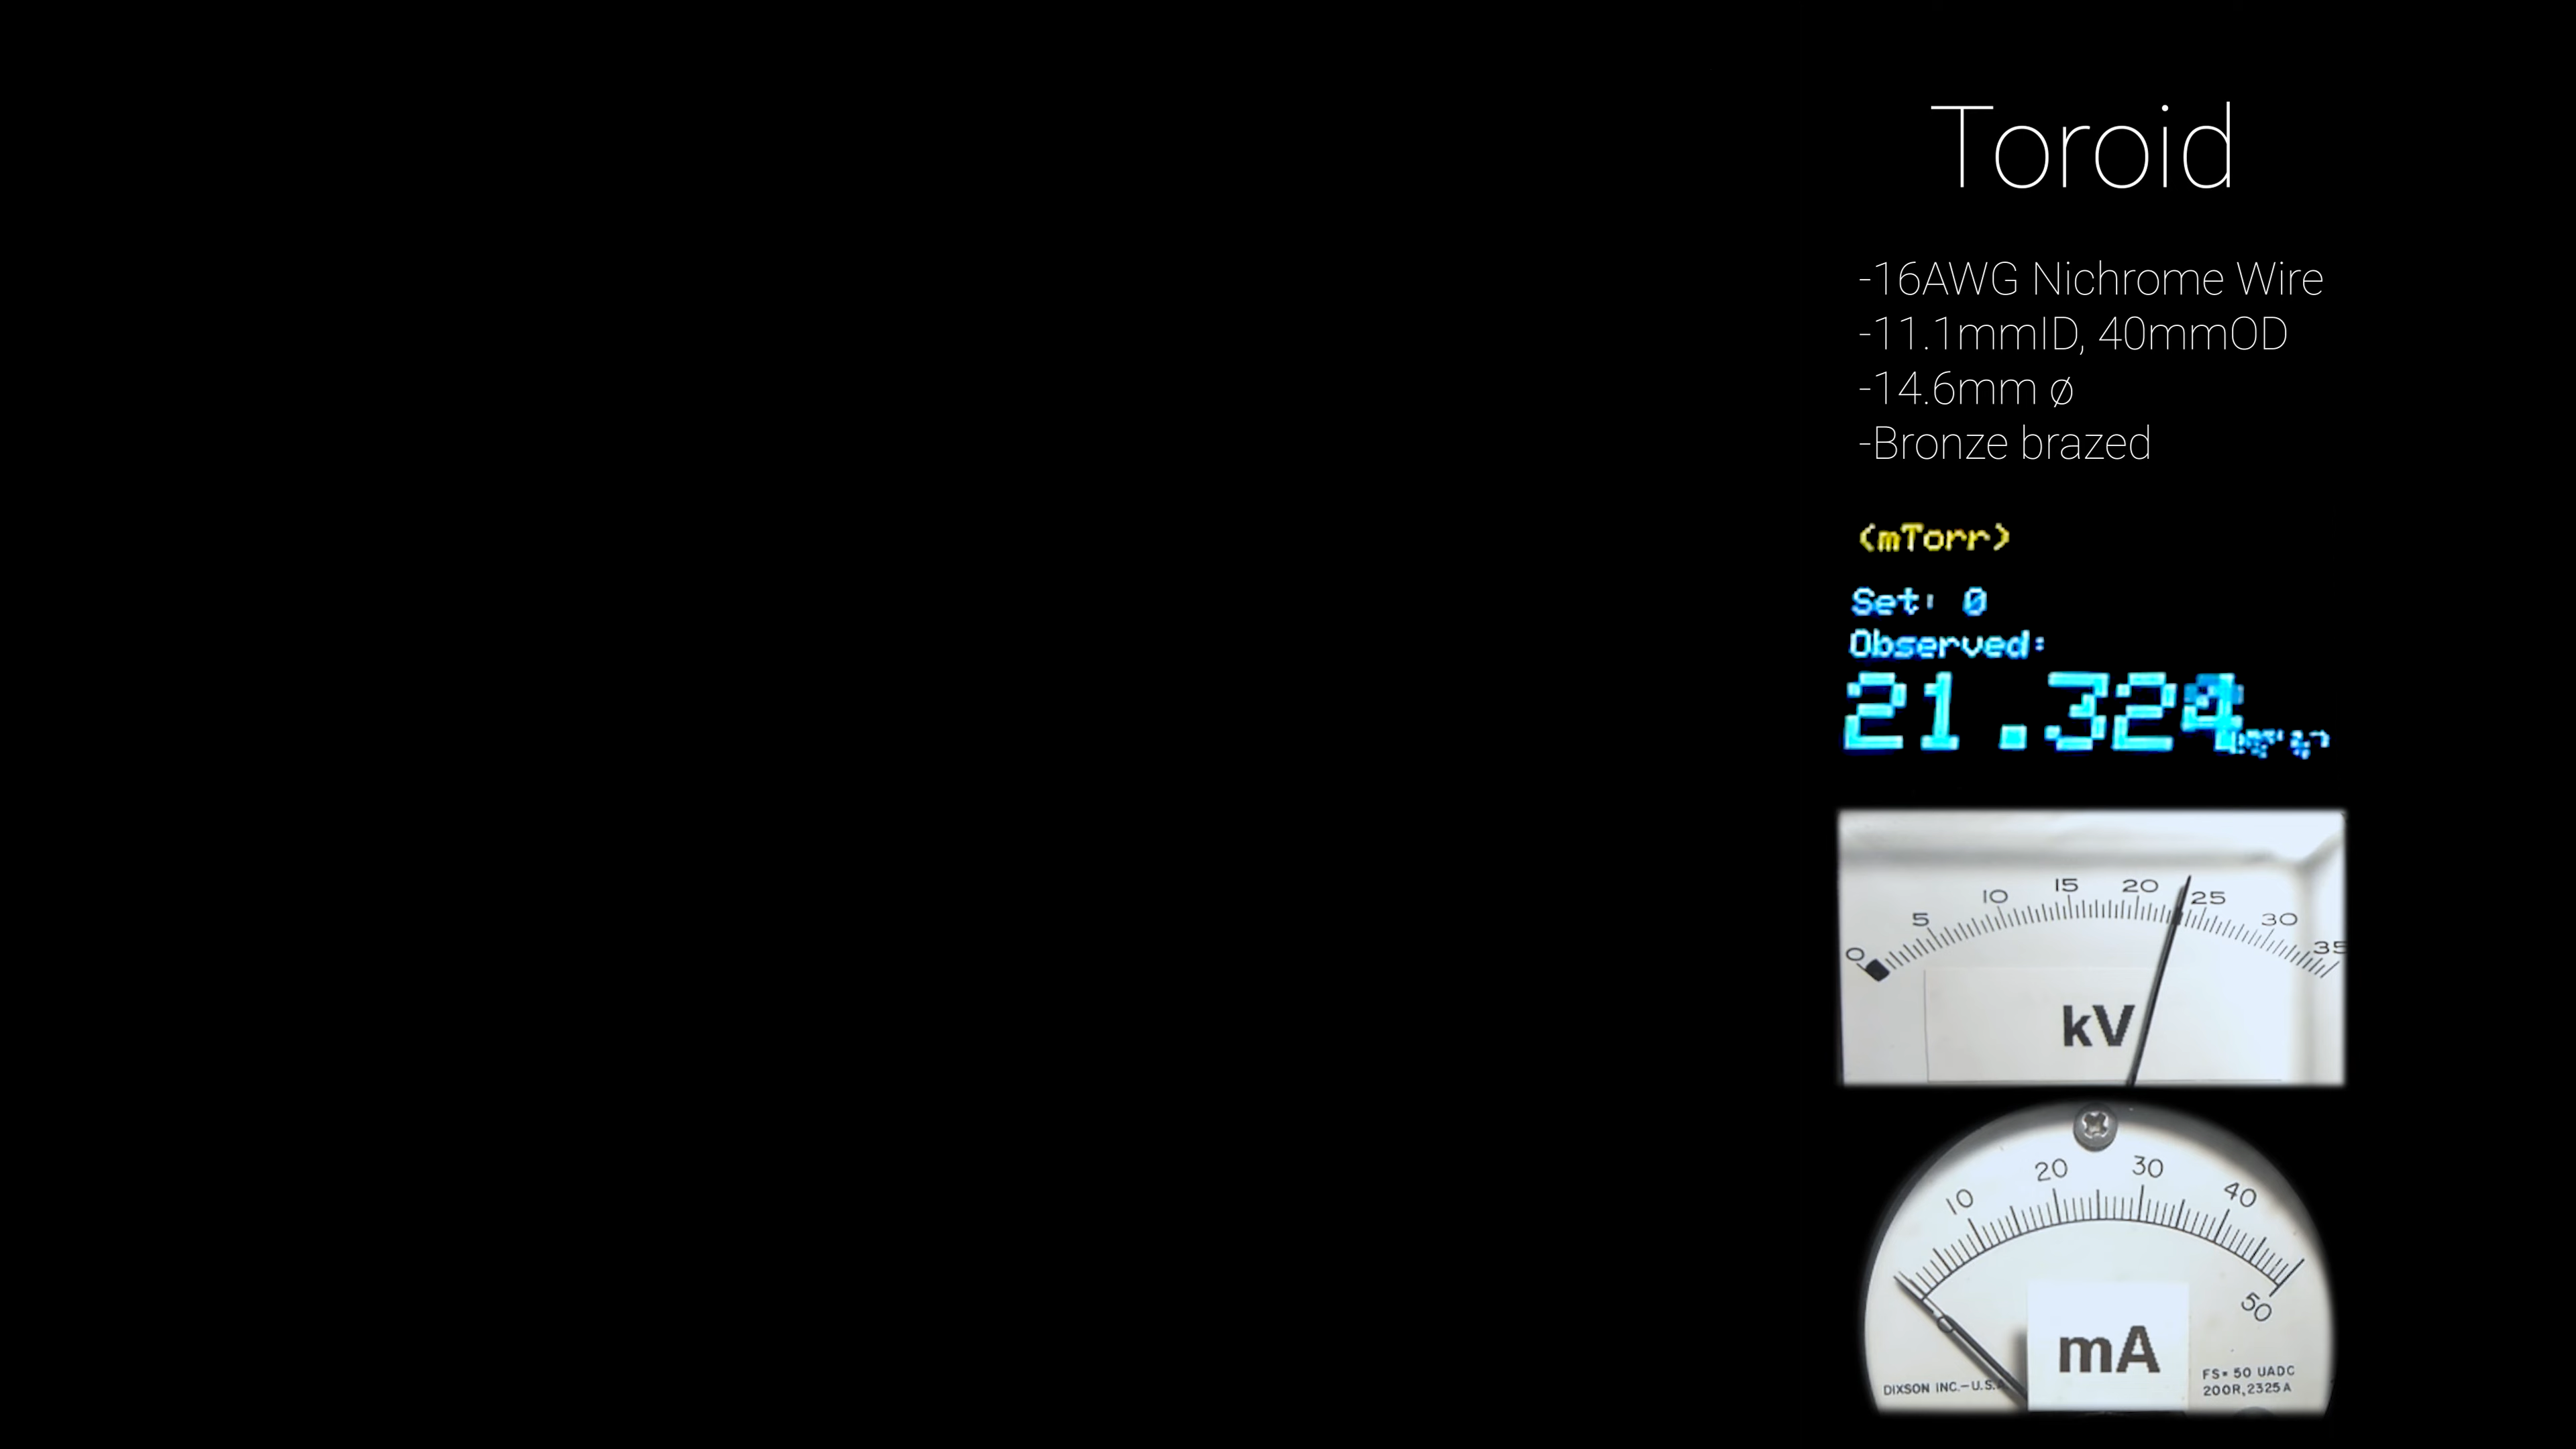 Toroid
-16AWG Nichrome Wire
-11.1mmID, 40mmOD
-14.6mm ø
-Bronze brazed
(mTorr)
Set: 0
Observed:
21.324
0 5 10 15 20 25 30 35
kV
10 20 30 40 50
mA
DIXSON INC.-U.S.A
FS= 50 UADC
200R,2325A